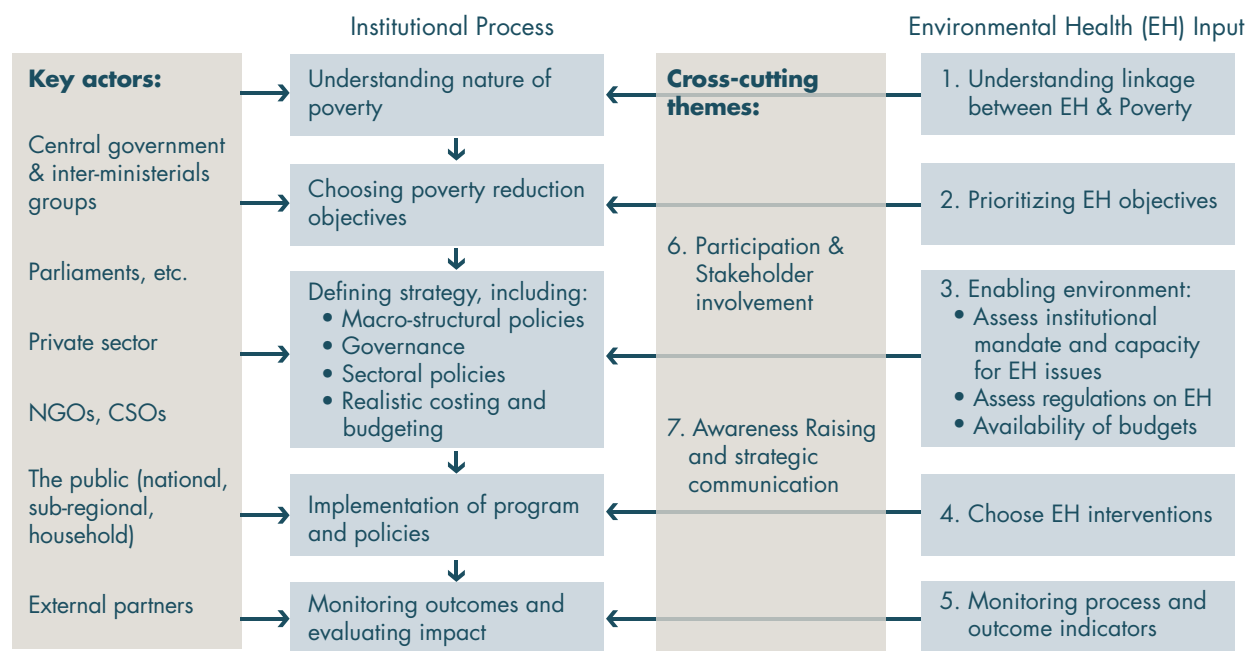 Institutional Process
Environmental Health (EH) Input
Key actors:
Central government
& inter-ministerials
groups
Parliaments, etc.
Private sector
NGOs, CSOs
The public (national,
sub-regional,
household)
External partners
Understanding nature of
poverty
Choosing poverty reduction
objectives
Defining strategy, including:
• Macro-structural policies
• Governance
• Sectoral policies
• Realistic costing and
budgeting
Implementation of program
and policies
Monitoring outcomes and
evaluating impact
Cross-cutting
themes:
6. Participation &
Stakeholder
involvement
7. Awareness Raising
and strategic
communication
1. Understanding linkage
between EH & Poverty
2. Prioritizing EH objectives
3. Enabling environment:
• Assess institutional
mandate and capacity
for EH issues
• Assess regulations on EH
• Availability of budgets
4. Choose EH interventions
5. Monitoring process and
outcome indicators